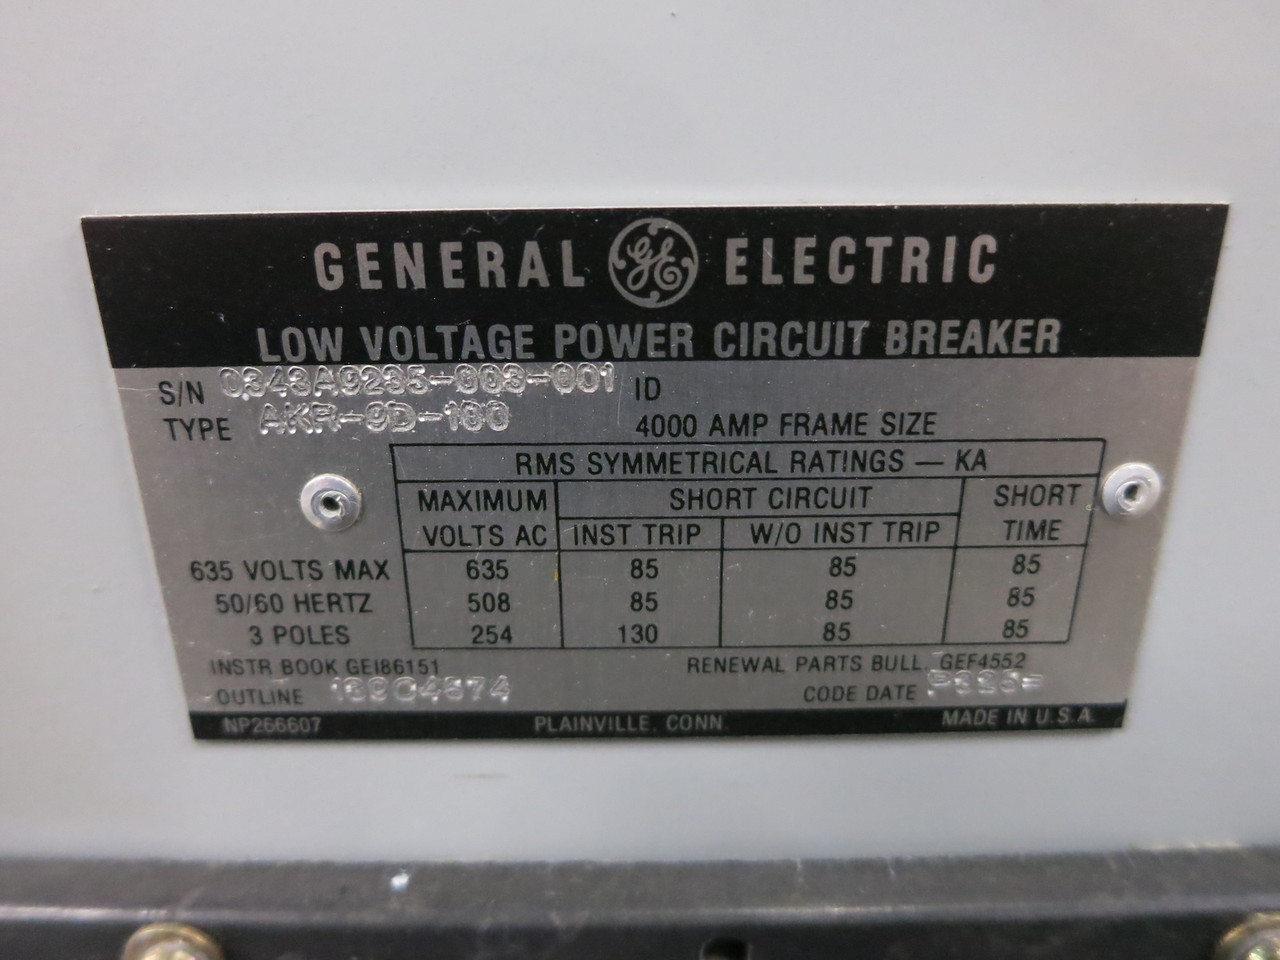 GENERAL GE ELECTRIC
LOW VOLTAGE POWER CIRCUIT BREAKER
S/N 0343A9235-003-001 ID
TYPE AKR-9D-100 4000 AMP FRAME SIZE
RMS SYMMETRICAL RATINGS — KA
MAXIMUM VOLTS AC SHORT CIRCUIT SHORT TIME
INST TRIP W/O INST TRIP
635 VOLTS MAX 635 85 85 85
50/60 HERTZ 508 85 85 85
3 POLES 254 130 85 85
INSTR BOOK GEI86151 RENEWAL PARTS BULL. GEF4552
OUTLINE CODE DATE
NP266607 PLAINVILLE, CONN. MADE IN U.S.A.